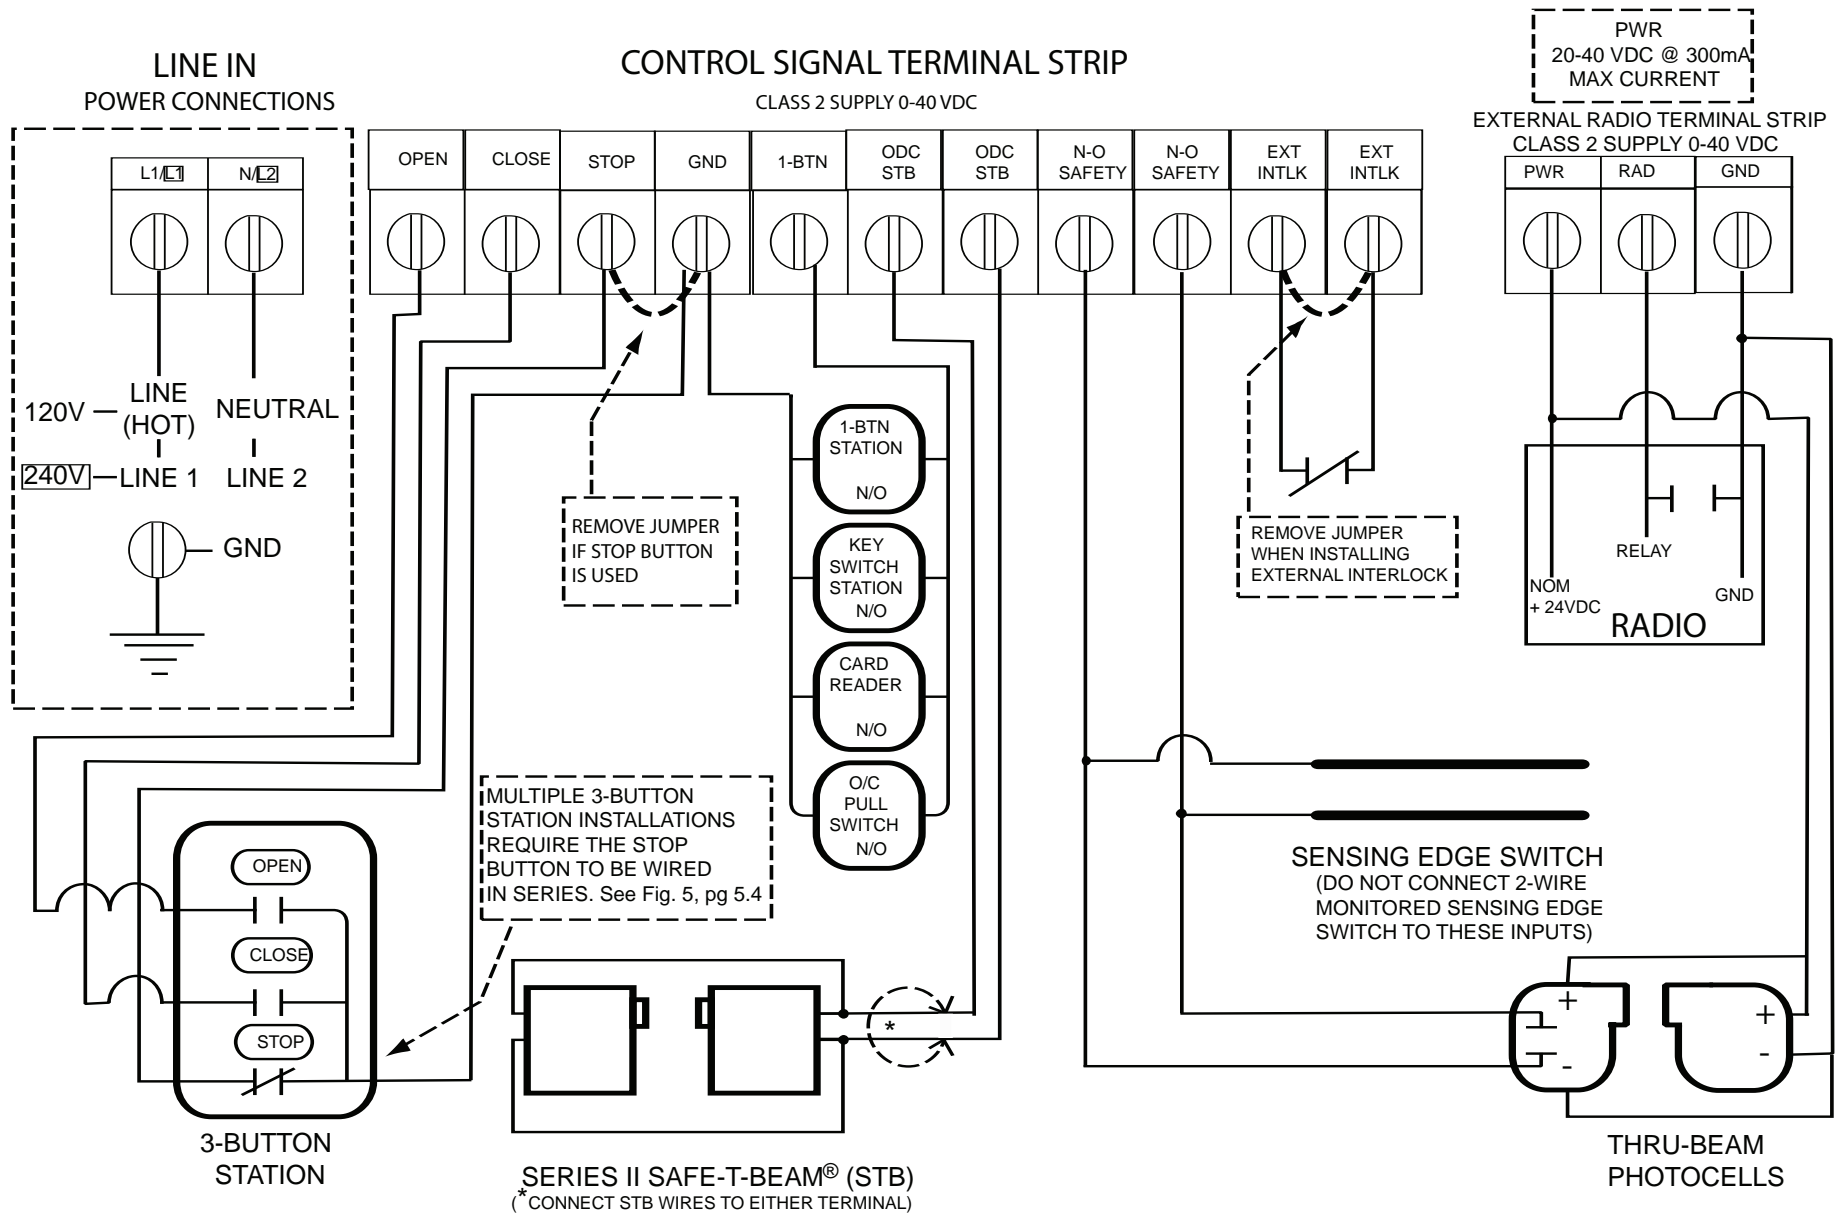 LINE IN
POWER CONNECTIONS
CONTROL SIGNAL TERMINAL STRIP
CLASS 2 SUPPLY 0-40 VDC
PWR
20-40 VDC @ 300mA
MAX CURRENT
EXTERNAL RADIO TERMINAL STRIP
CLASS 2 SUPPLY 0-40 VDC
L1/L1
N/L2
OPEN
CLOSE
STOP
GND
1-BTN
ODC
STB
ODC
STB
N-O
SAFETY
N-O
SAFETY
EXT
INTLK
EXT
INTLK
PWR
RAD
GND
120V
LINE
(HOT)
NEUTRAL
240V
LINE 1
LINE 2
GND
REMOVE JUMPER
IF STOP BUTTON
IS USED
1-BTN
STATION
N/O
KEY
SWITCH
STATION
N/O
CARD
READER
N/O
O/C
PULL
SWITCH
N/O
REMOVE JUMPER
WHEN INSTALLING
EXTERNAL INTERLOCK
RELAY
NOM
+ 24VDC
GND
RADIO
MULTIPLE 3-BUTTON
STATION INSTALLATIONS
REQUIRE THE STOP
BUTTON TO BE WIRED
IN SERIES. See Fig. 5, pg 5.4
OPEN
CLOSE
STOP
3-BUTTON
STATION
*
SERIES II SAFE-T-BEAM® (STB)
(*CONNECT STB WIRES TO EITHER TERMINAL)
SENSING EDGE SWITCH
(DO NOT CONNECT 2-WIRE
MONITORED SENSING EDGE
SWITCH TO THESE INPUTS)
+
-
+
-
THRU-BEAM
PHOTOCELLS